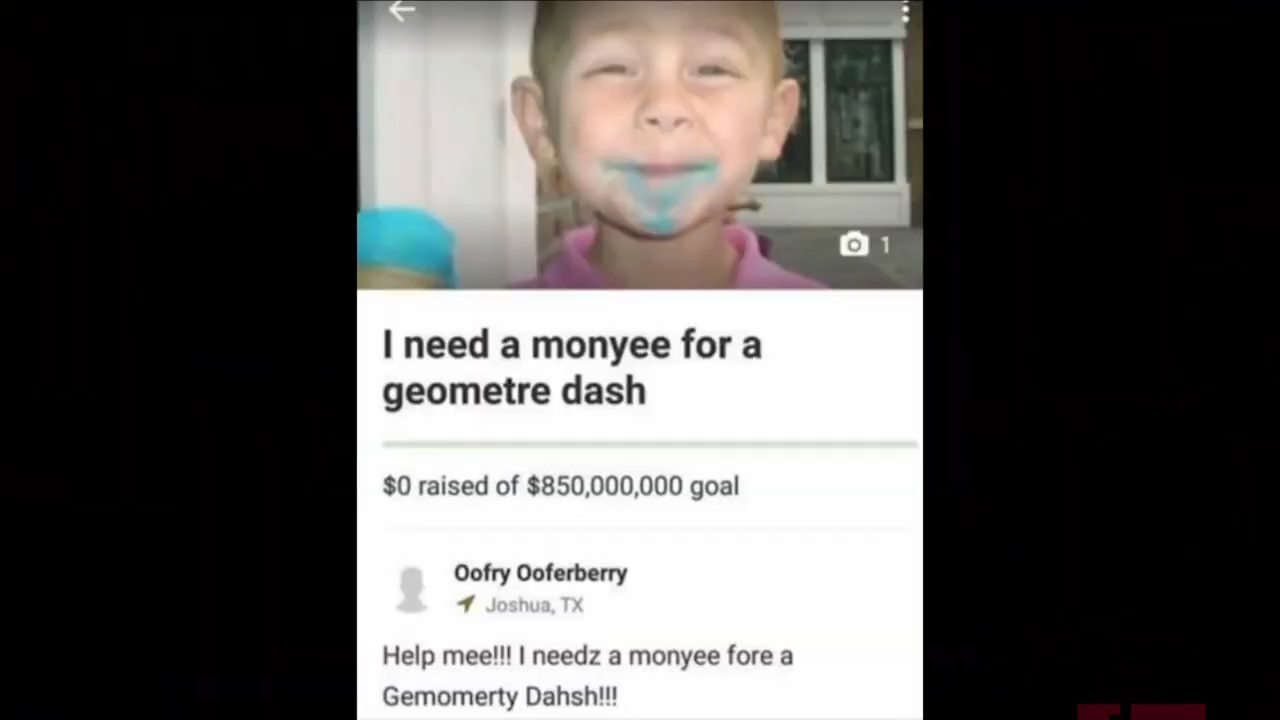 1
I need a monyee for a
geometre dash
$0 raised of $850,000,000 goal
Oofry Ooferberry
Joshua, TX
Help mee!!! I needz a monyee fore a
Gemomerty Dahsh!!!